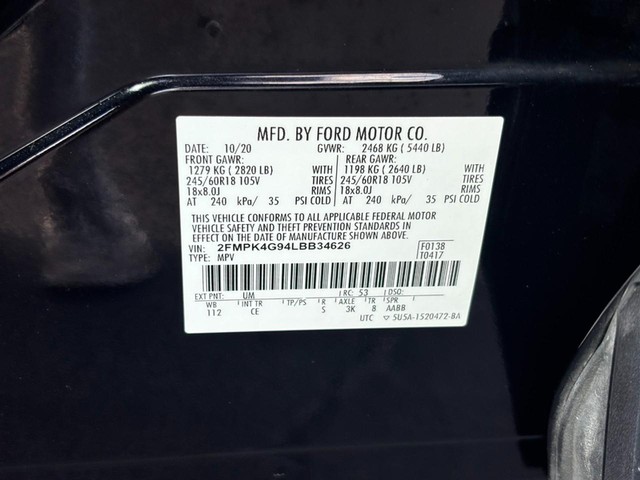 MFD. BY FORD MOTOR CO.
DATE: 10/20 GVWR: 2468 KG ( 5440 LB)
FRONT GAWR: REAR GAWR:
1279 KG ( 2820 LB) WITH 1198 KG ( 2640 LB) WITH
245/60R18 105V TIRES 245/60R18 105V TIRES
18x8.0J RIMS 18x8.0J RIMS
AT 240 kPa/ 35 PSI COLD AT 240 kPa/ 35 PSI COLD
THIS VEHICLE CONFORMS TO ALL APPLICABLE FEDERAL MOTOR
VEHICLE SAFETY AND THEFT PREVENTION STANDARDS
IN EFFECT ON THE DATE OF MANUFACTURE SHOWN ABOVE.
VIN: 2FMPK4G94LBB34626 F0138
TYPE: MPV T0417
EXT PNT: UM RC: 53 DSO:
WB INT TR TP/PS R AXLE TR SPR
112 CE S 3K 8 AABB
UTC ▽ 5U5A-1520472-BA